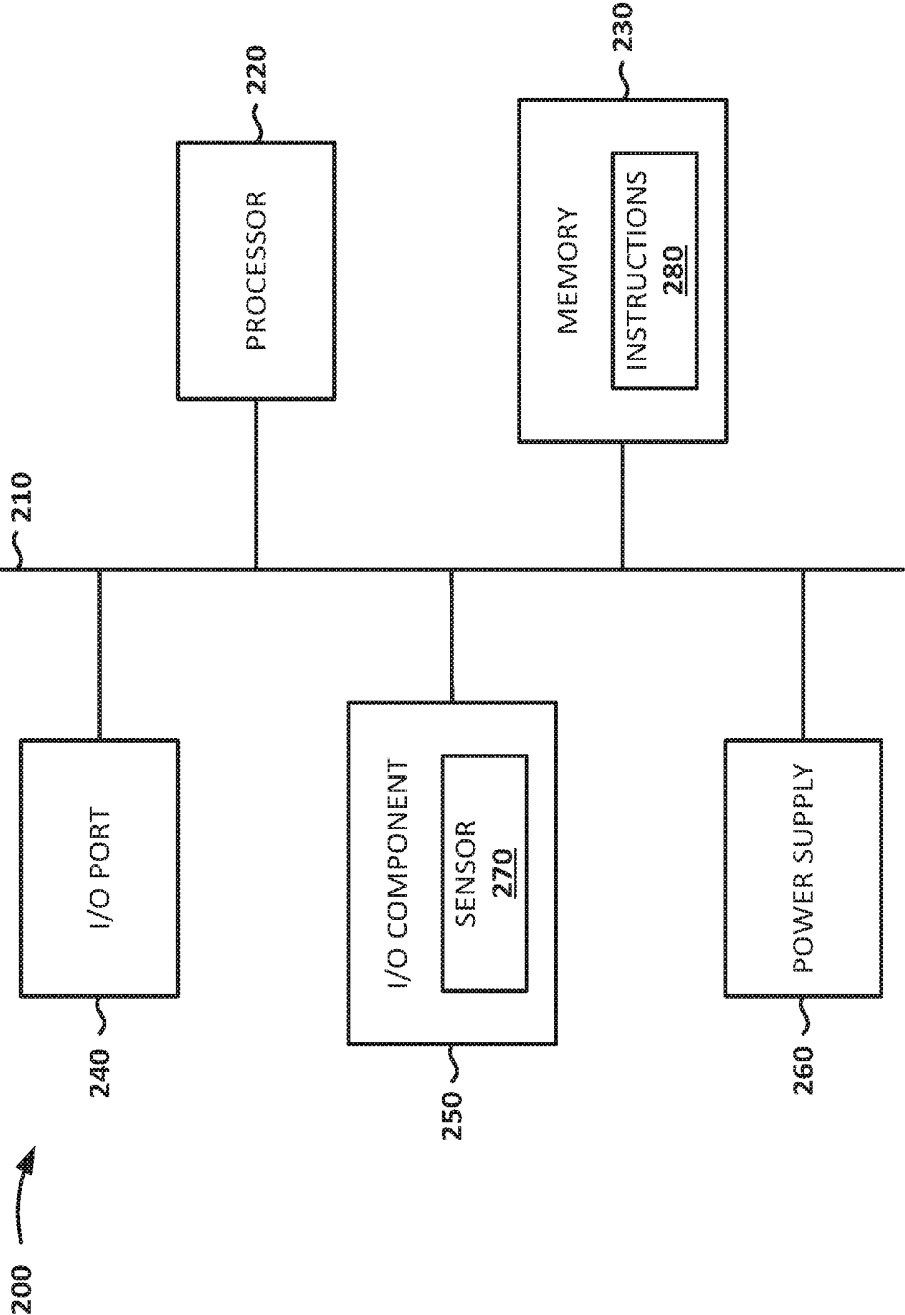 200
240
I/O PORT
210
PROCESSOR
220
250
I/O COMPONENT
SENSOR
270
MEMORY
INSTRUCTIONS
280
230
260
POWER SUPPLY